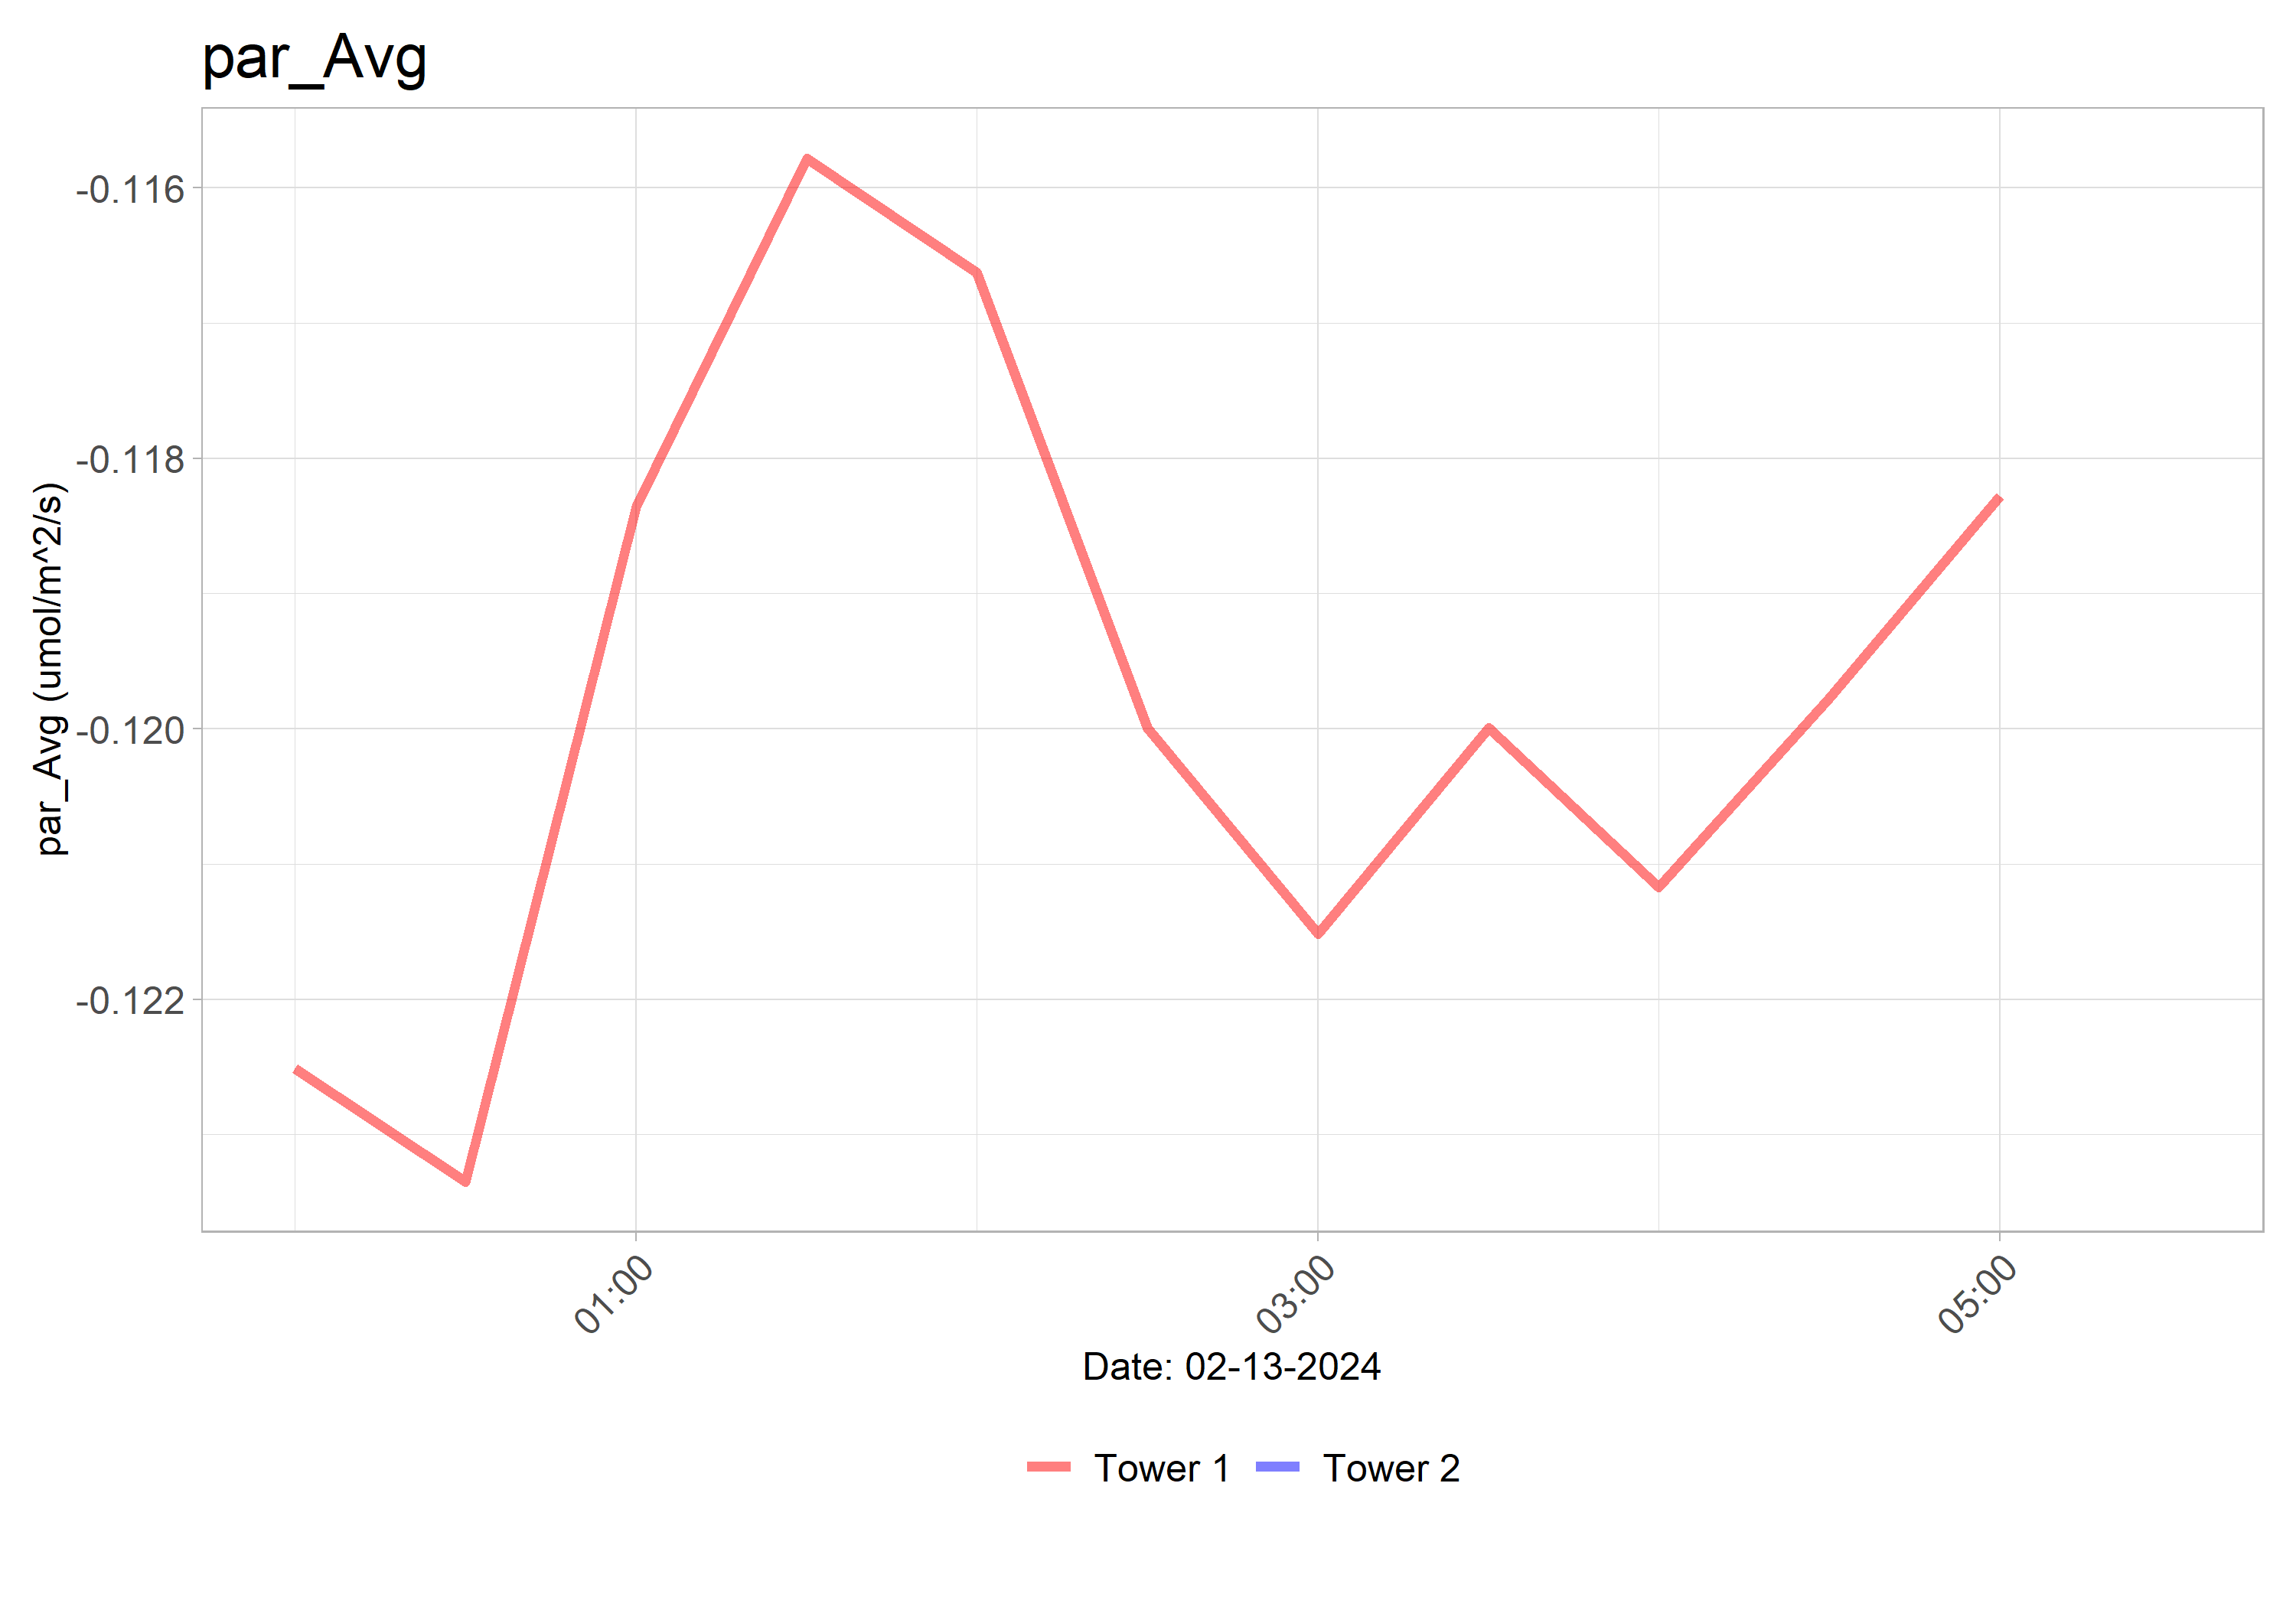 par_Avg
-0.116
-0.118
-0.120
-0.122
par_Avg (umol/m^2/s)
01:00
03:00
05:00
Date: 02-13-2024
Tower 1
Tower 2